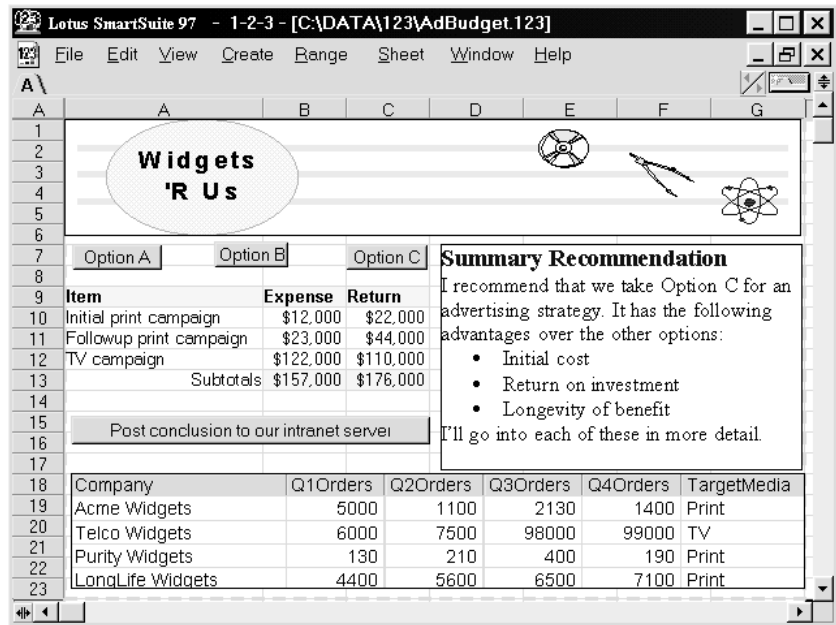 Lotus SmartSuite 97 - 1-2-3 - [C:\DATA\123\AdBudget.123]
123 File Edit View Create Range Sheet Window Help
A\
A A B C D E F G
1
2
3
4
5
6
7
8
9
10
11
12
13
14
15
16
17
18
19
20
21
22
23
Widgets
'R Us
Option A Option B Option C
Item Expense Return
Initial print campaign $12,000 $22,000
Followup print campaign $23,000 $44,000
TV campaign $122,000 $110,000
Subtotals $157,000 $176,000
Post conclusion to our intranet server
Summary Recommendation
I recommend that we take Option C for an
advertising strategy. It has the following
advantages over the other options:
• Initial cost
• Return on investment
• Longevity of benefit
I'll go into each of these in more detail.
Company Q1Orders Q2Orders Q3Orders Q4Orders TargetMedia
Acme Widgets 5000 1100 2130 1400 Print
Telco Widgets 6000 7500 98000 99000 TV
Purity Widgets 130 210 400 190 Print
LongLife Widgets 4400 5600 6500 7100 Print